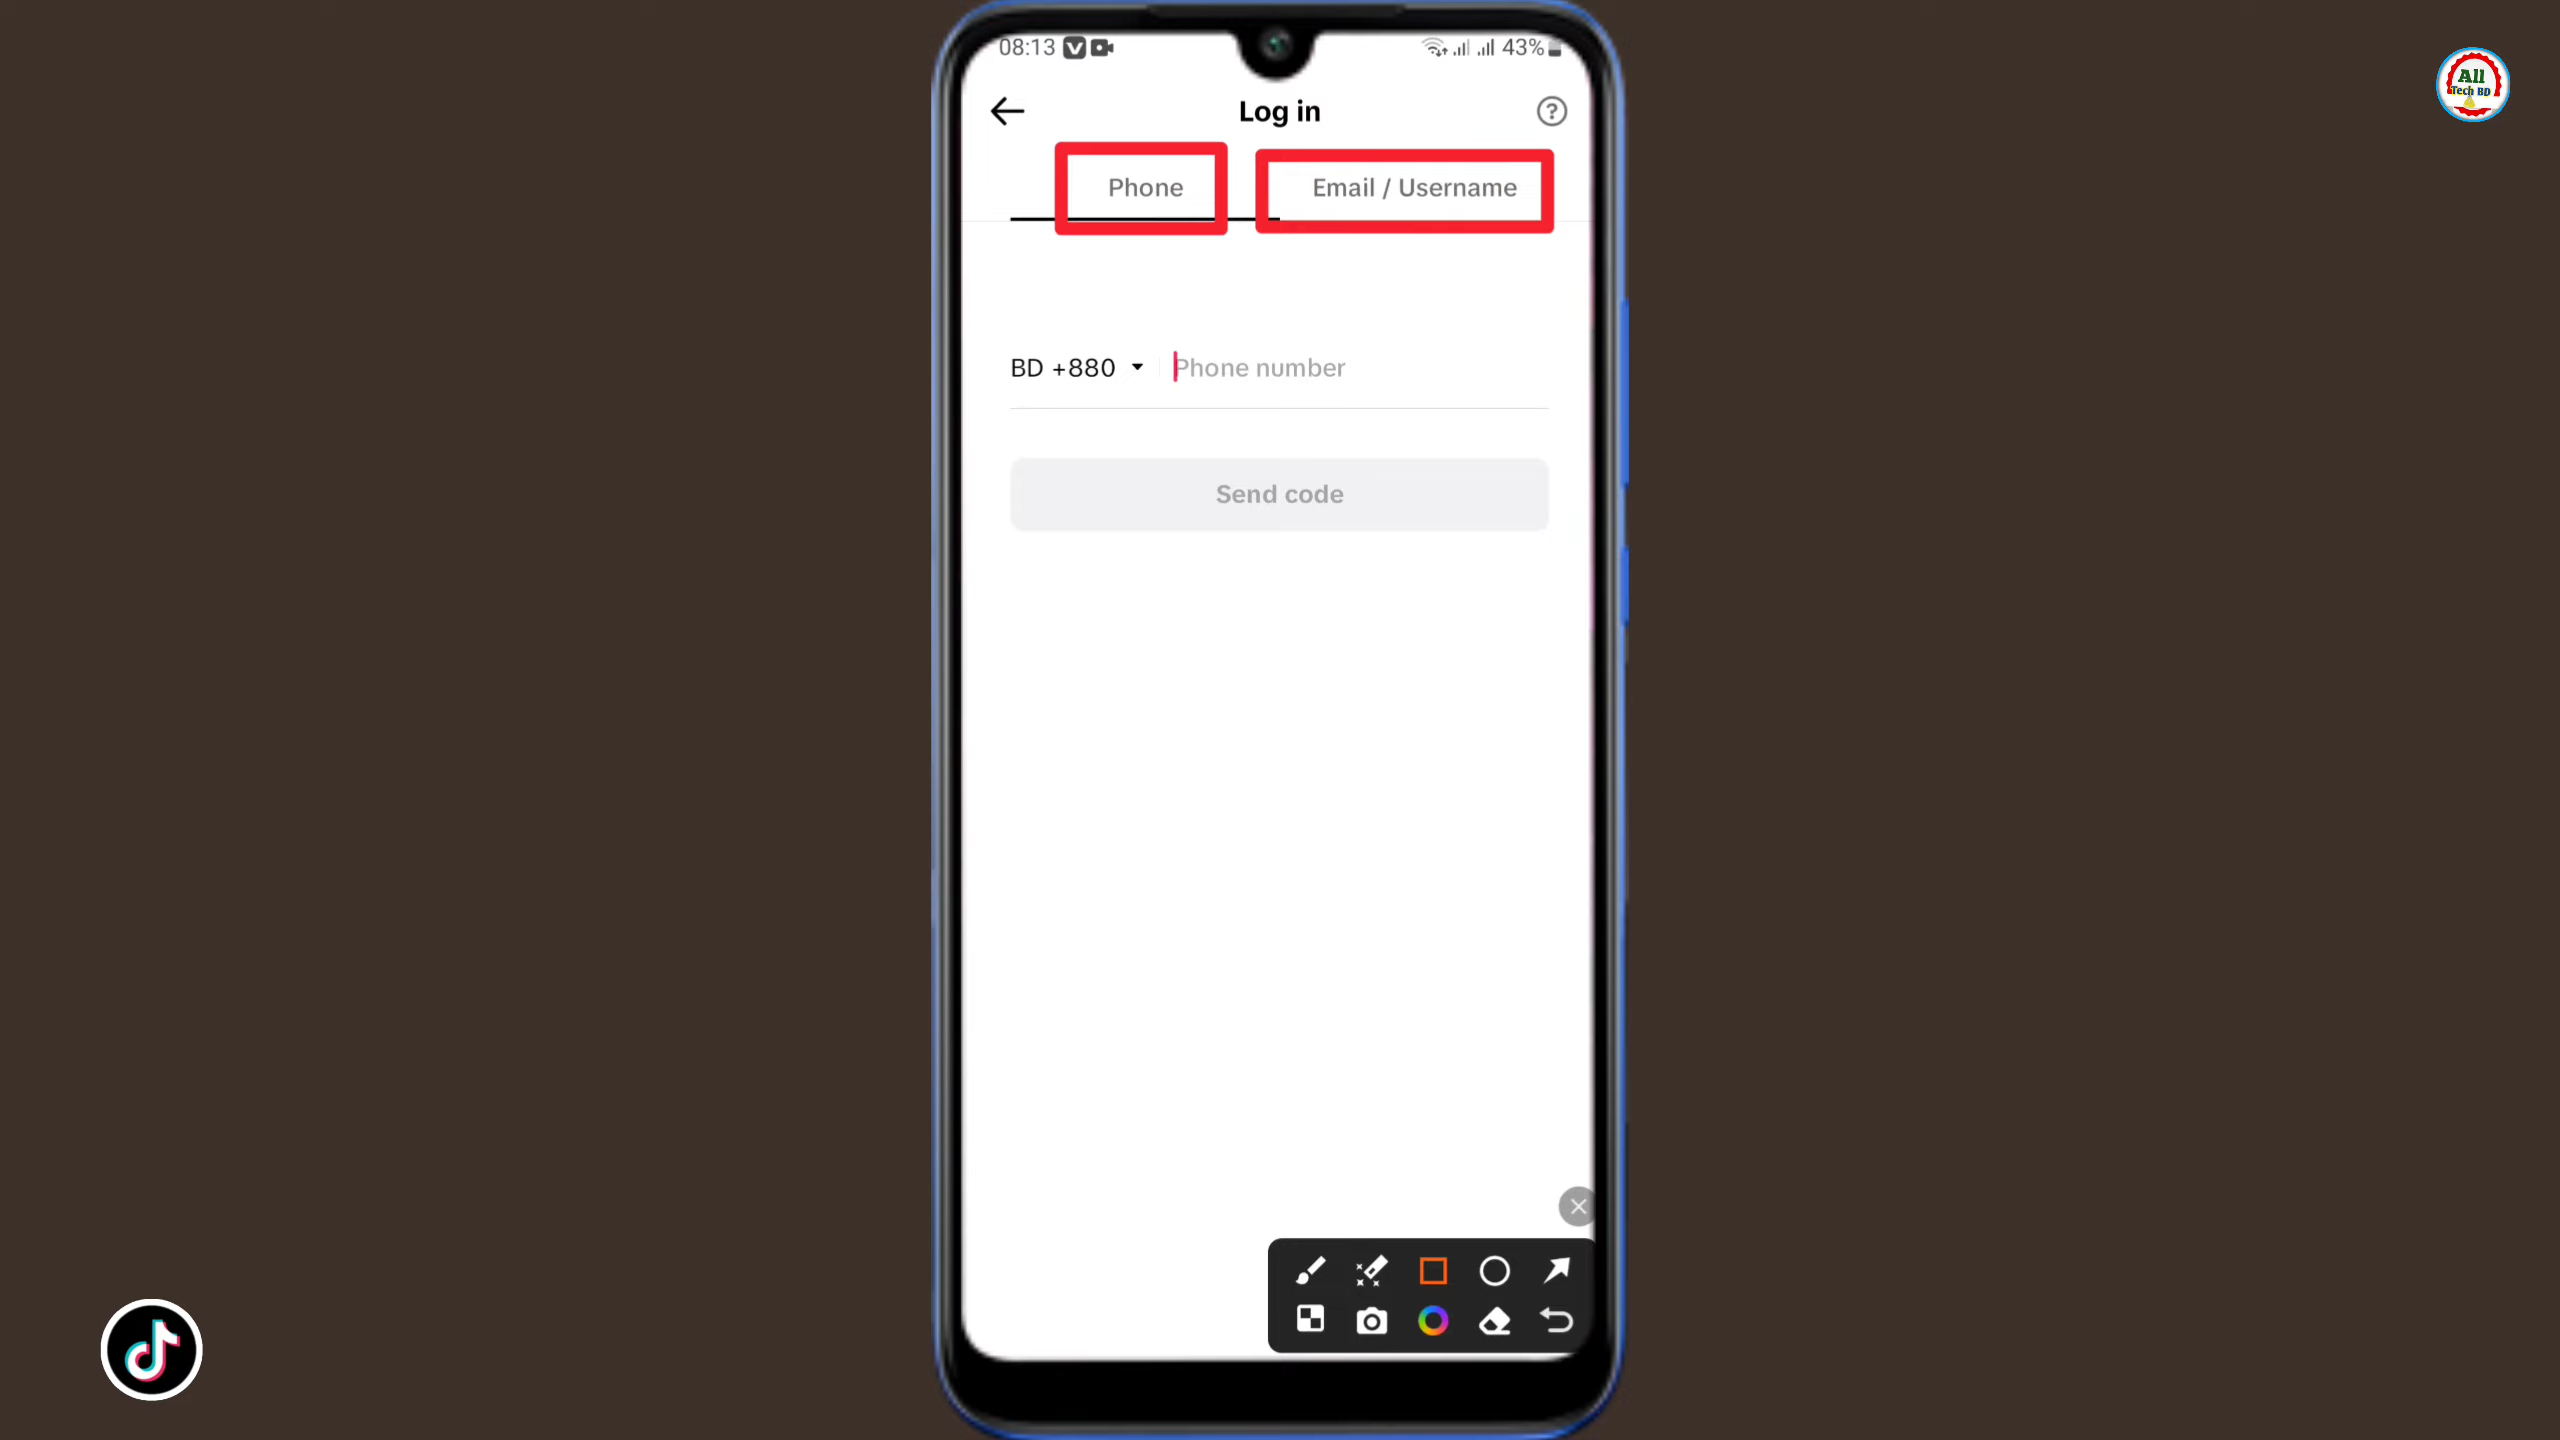 08:13
43%
All
Tech BD
Log in
Phone
Email / Username
BD +880
Phone number
Send code